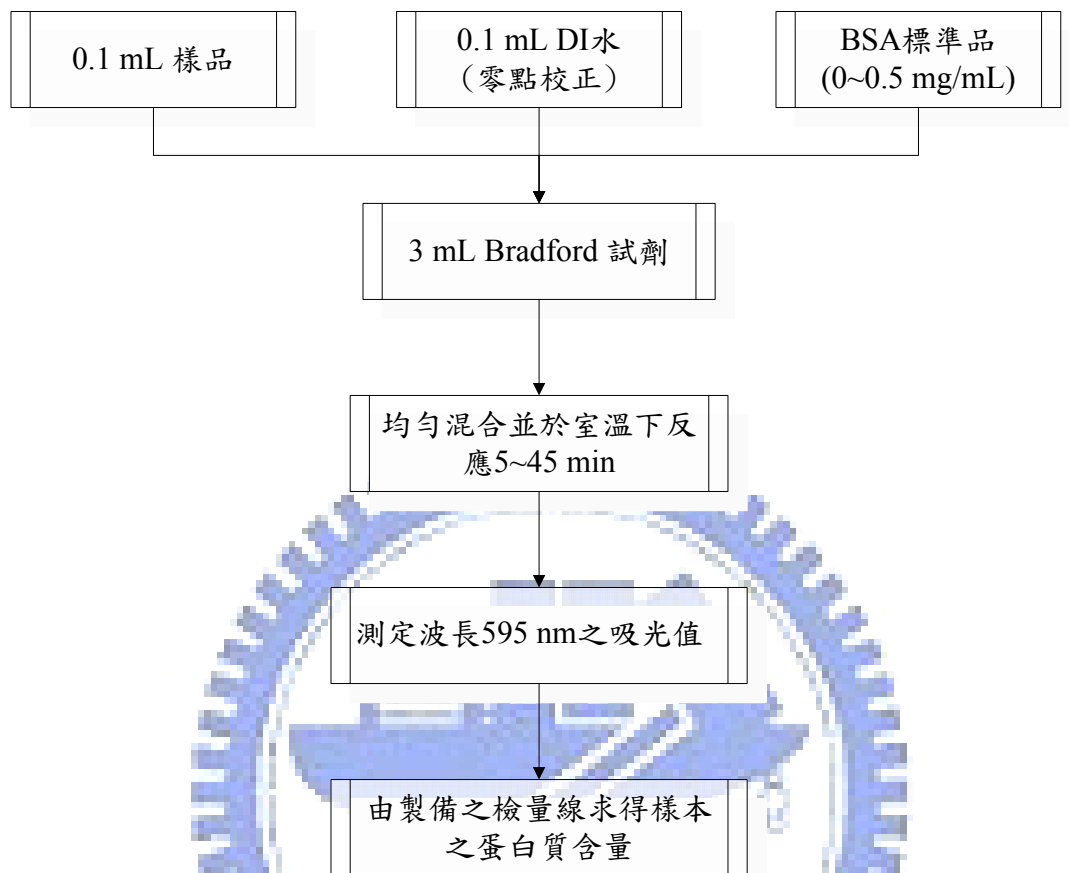 0.1 mL 樣品
0.1 mL DI水
（零點校正）
BSA標準品
(0~0.5 mg/mL)
3 mL Bradford 試劑
均勻混合並於室溫下反
應5~45 min
測定波長595 nm之吸光值
由製備之檢量線求得樣本
之蛋白質含量